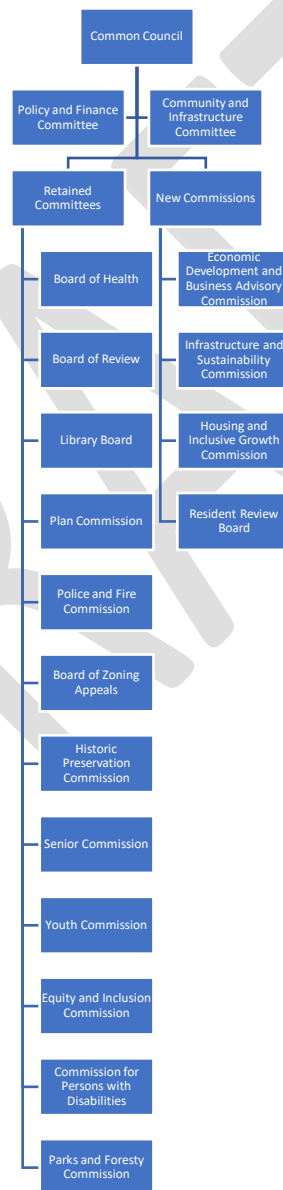 Common Council
Policy and Finance
Committee
Community and
Infrastructure
Committee
Retained
Committees
New Commissions
Board of Health
Board of Review
Library Board
Plan Commission
Police and Fire
Commission
Board of Zoning
Appeals
Historic
Preservation
Commission
Senior Commission
Youth Commission
Equity and Inclusion
Commission
Commission for
Persons with
Disabilities
Parks and Foresty
Commission
Economic
Development and
Business Advisory
Commission
Infrastructure and
Sustainability
Commission
Housing and
Inclusive Growth
Commission
Resident Review
Board